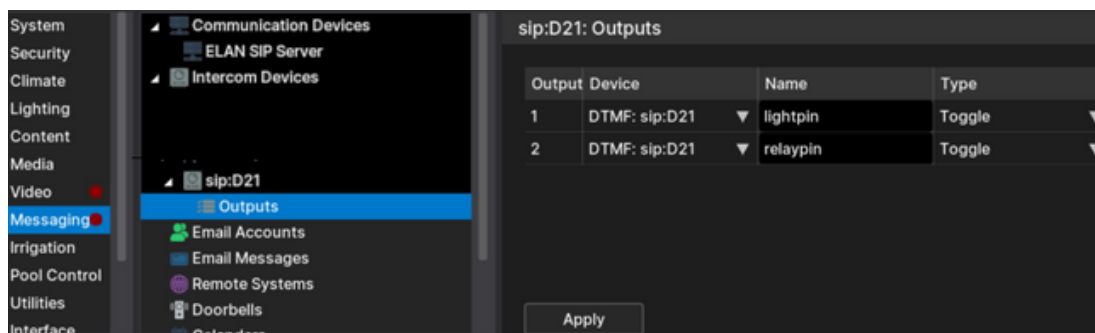 System
Security
Climate
Lighting
Content
Media
Video
Messaging
Irrigation
Pool Control
Utilities
Interface
Communication Devices
ELAN SIP Server
Intercom Devices
sip:D21
Outputs
Email Accounts
Email Messages
Remote Systems
Doorbells
Calendars
sip:D21: Outputs
Output Device Name Type
1 DTMF: sip:D21 lightpin Toggle
2 DTMF: sip:D21 relaypin Toggle
Apply